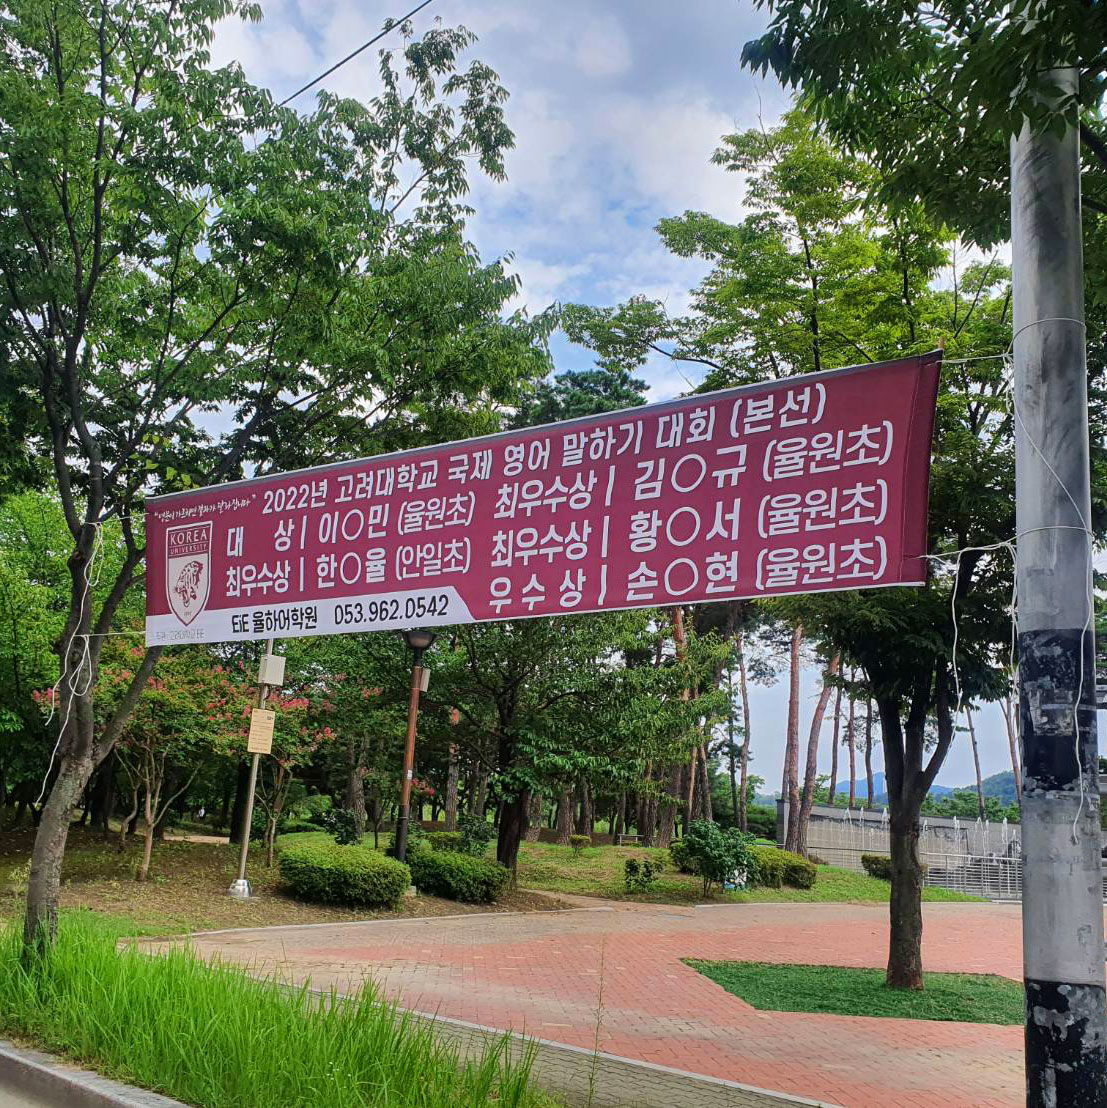 2022년 고려대학교 국제 영어 말하기 대회 (본선)
KOREA
UNIVERSITY
대 상 | 이○민 (율원초)
최우수상 | 한○율 (안일초)
최우수상 | 김○규 (율원초)
최우수상 | 황○서 (율원초)
우수상 | 손○현 (율원초)
EiE 율하어학원 053.962.0542